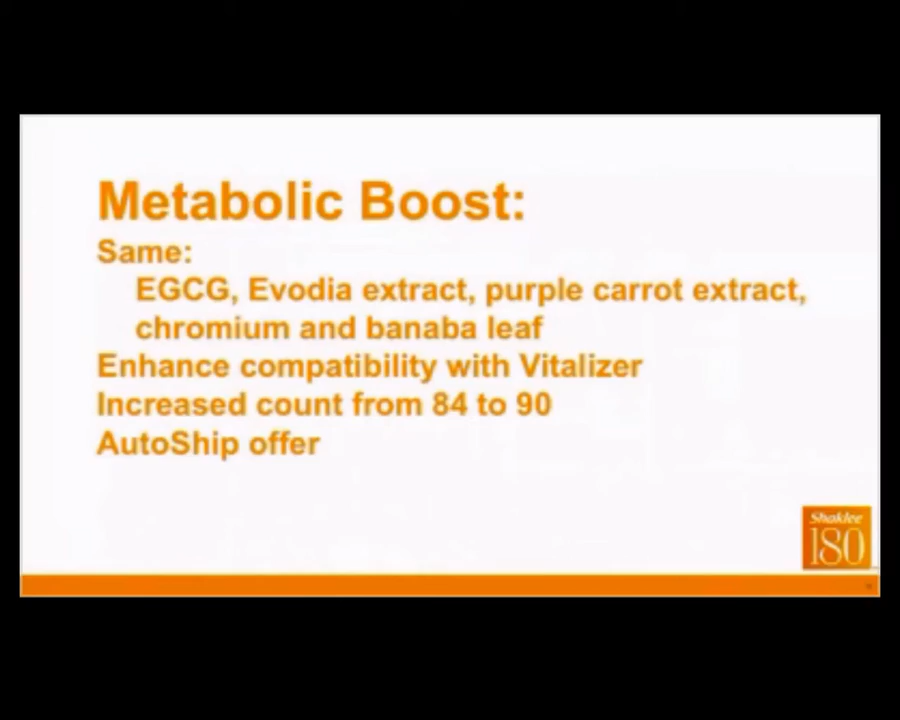 Metabolic Boost:
Same:
EGCG, Evodia extract, purple carrot extract,
chromium and banaba leaf
Enhance compatibility with Vitalizer
Increased count from 84 to 90
AutoShip offer
Shaklee
180